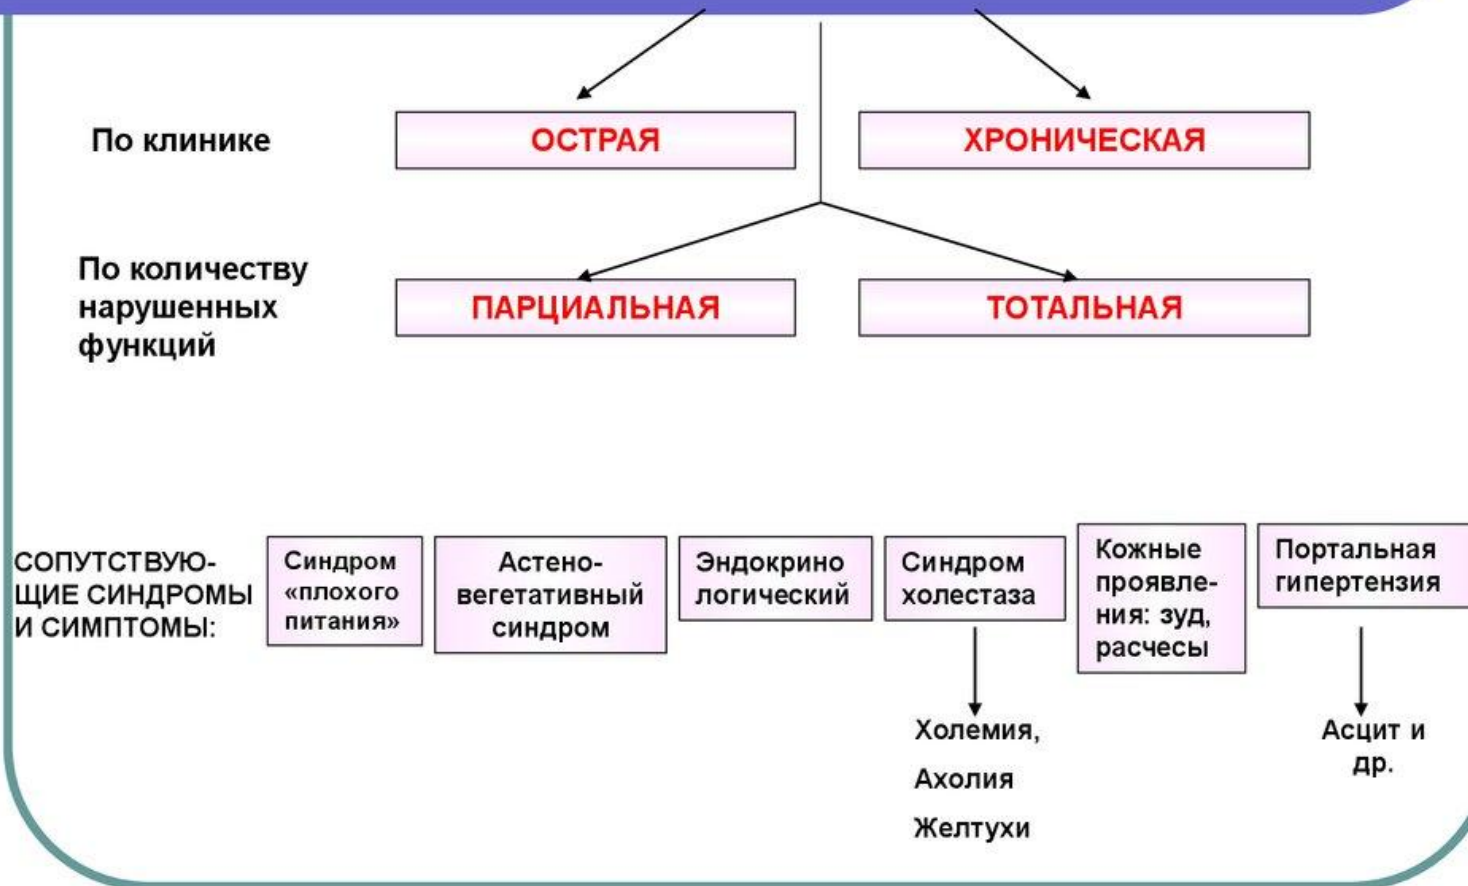 По клинике
ОСТРАЯ
ХРОНИЧЕСКАЯ
По количеству
нарушенных
функций
ПАРЦИАЛЬНАЯ
ТОТАЛЬНАЯ
СОПУТСТВУЮ-
ЩИЕ СИНДРОМЫ
И СИМПТОМЫ:
Синдром
«плохого
питания»
Астено-
вегетативный
синдром
Эндокрино
логический
Синдром
холестаза
Кожные
проявле-
ния: зуд,
расчесы
Портальная
гипертензия
Холемия,
Ахолия
Желтухи
Асцит и
др.